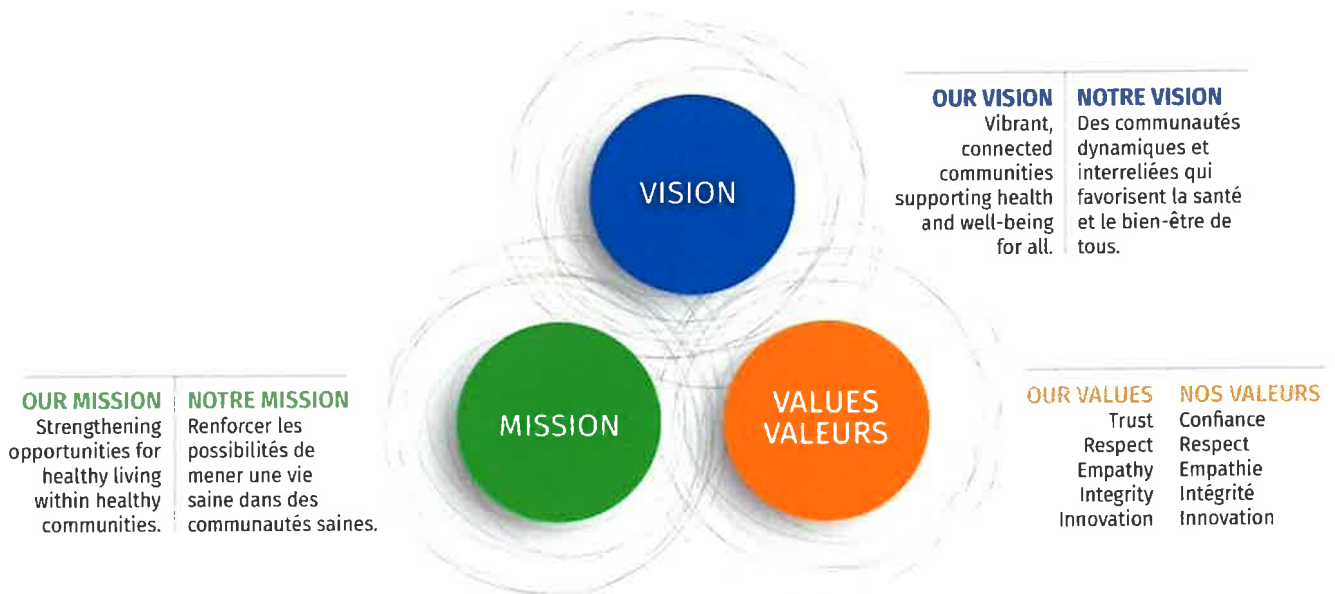 VISION
OUR VISION
Vibrant,
connected
communities
supporting health
and well-being
for all.
NOTRE VISION
Des communautés
dynamiques et
interreliées qui
favorisent la santé
et le bien-être de
tous.
MISSION
OUR MISSION
Strengthening
opportunities for
healthy living
within healthy
communities.
NOTRE MISSION
Renforcer les
possibilités de
mener une vie
saine dans des
communautés saines.
VALUES
VALEURS
OUR VALUES
Trust
Respect
Empathy
Integrity
Innovation
NOS VALEURS
Confiance
Respect
Empathie
Intégrité
Innovation